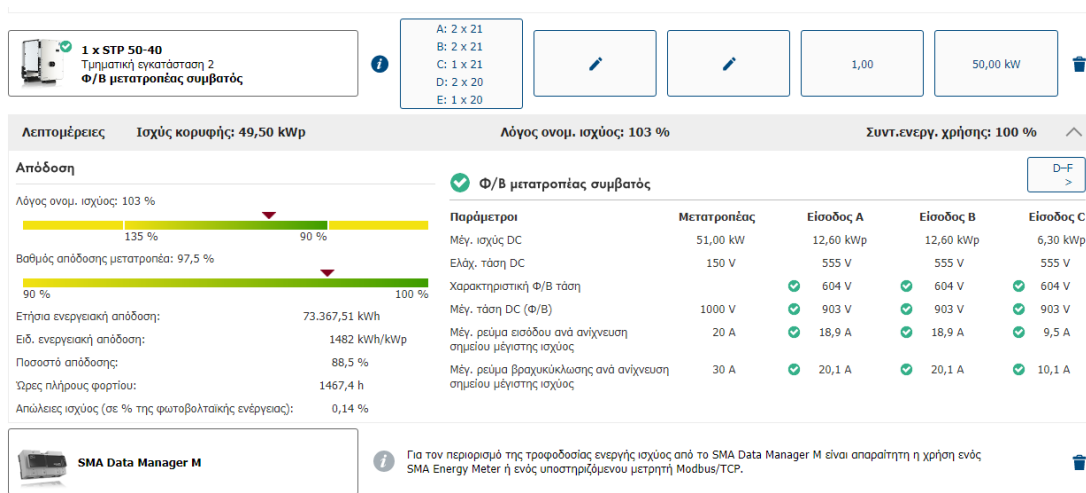 1 x STP 50-40
Τμηματική εγκατάσταση 2
Φ/Β μετατροπέας συμβατός
A: 2 x 21
B: 2 x 21
C: 1 x 21
D: 2 x 20
E: 1 x 20
1,00
50,00 kW
Λεπτομέρειες Ισχύς κορυφής: 49,50 kWp Λόγος ονομ. ισχύος: 103 % Συντ.ενεργ. χρήσης: 100 %
Απόδοση
Λόγος ονομ. ισχύος: 103 %
135 % 90 %
Βαθμός απόδοσης μετατροπέα: 97,5 %
90 % 100 %
Ετήσια ενεργειακή απόδοση: 73.367,51 kWh
Ειδ. ενεργειακή απόδοση: 1482 kWh/kWp
Ποσοστό απόδοσης: 88,5 %
Ώρες πλήρους φορτίου: 1467,4 h
Απώλειες ισχύος (σε % της φωτοβολταϊκής ενέργειας): 0,14 %
Φ/Β μετατροπέας συμβατός
D–F
>
Παράμετροι Μετατροπέας Είσοδος A Είσοδος B Είσοδος C
Μέγ. ισχύς DC 51,00 kW 12,60 kWp 12,60 kWp 6,30 kWp
Ελάχ. τάση DC 150 V 555 V 555 V 555 V
Χαρακτηριστική Φ/Β τάση 604 V 604 V 604 V
Μέγ. τάση DC (Φ/Β) 1000 V 903 V 903 V 903 V
Μέγ. ρεύμα εισόδου ανά ανίχνευση
σημείου μέγιστης ισχύος 20 A 18,9 A 18,9 A 9,5 A
Μέγ. ρεύμα βραχυκύκλωσης ανά ανίχνευση
σημείου μέγιστης ισχύος 30 A 20,1 A 20,1 A 10,1 A
SMA Data Manager M
Για τον περιορισμό της τροφοδοσίας ενεργής ισχύος από το SMA Data Manager M είναι απαραίτητη η χρήση ενός
SMA Energy Meter ή ενός υποστηριζόμενου μετρητή Modbus/TCP.